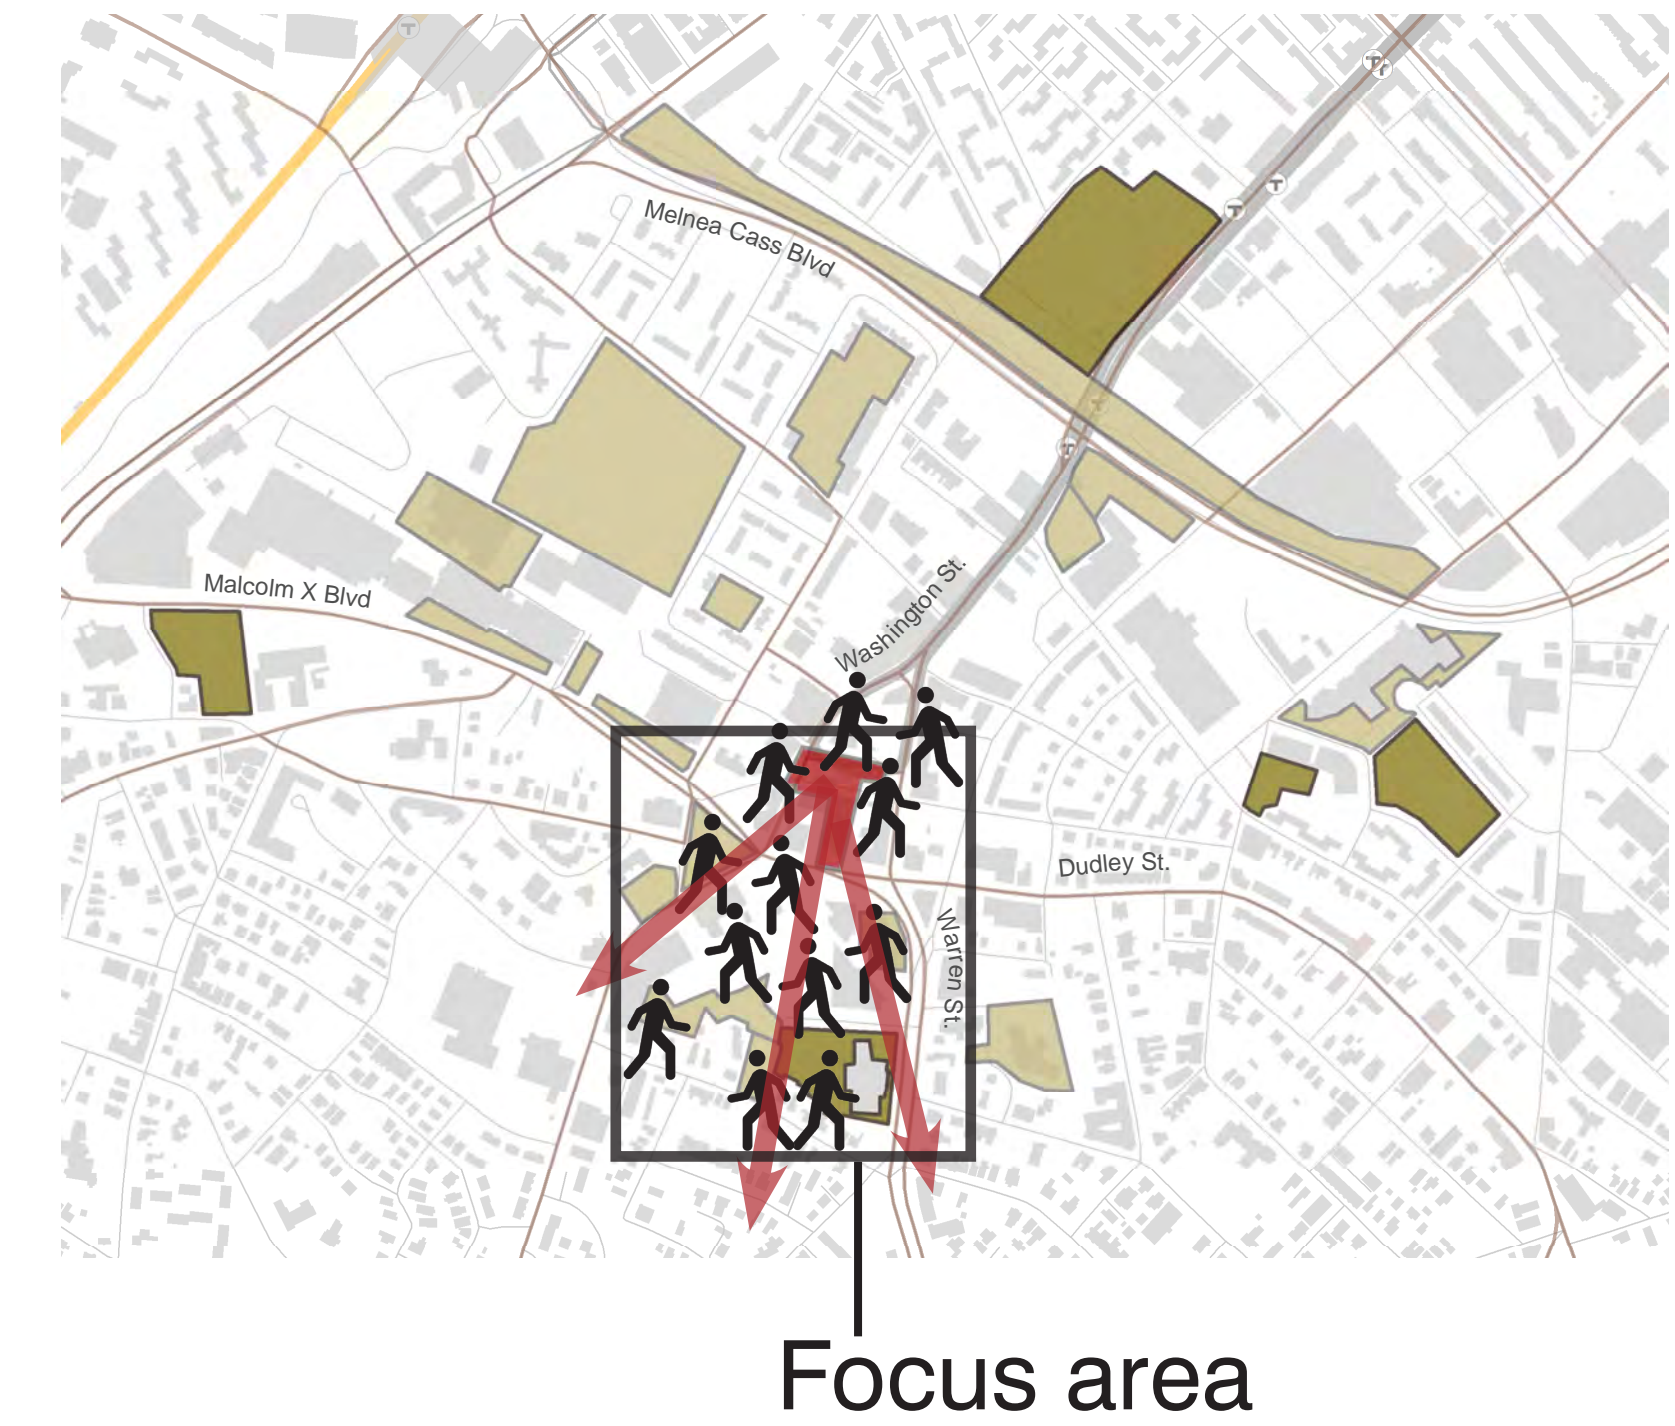 T
T
T
T
T
Melnea Cass Blvd
T
T
Malcolm X Blvd
Washington St.
Dudley St.
Warren St.
Focus area